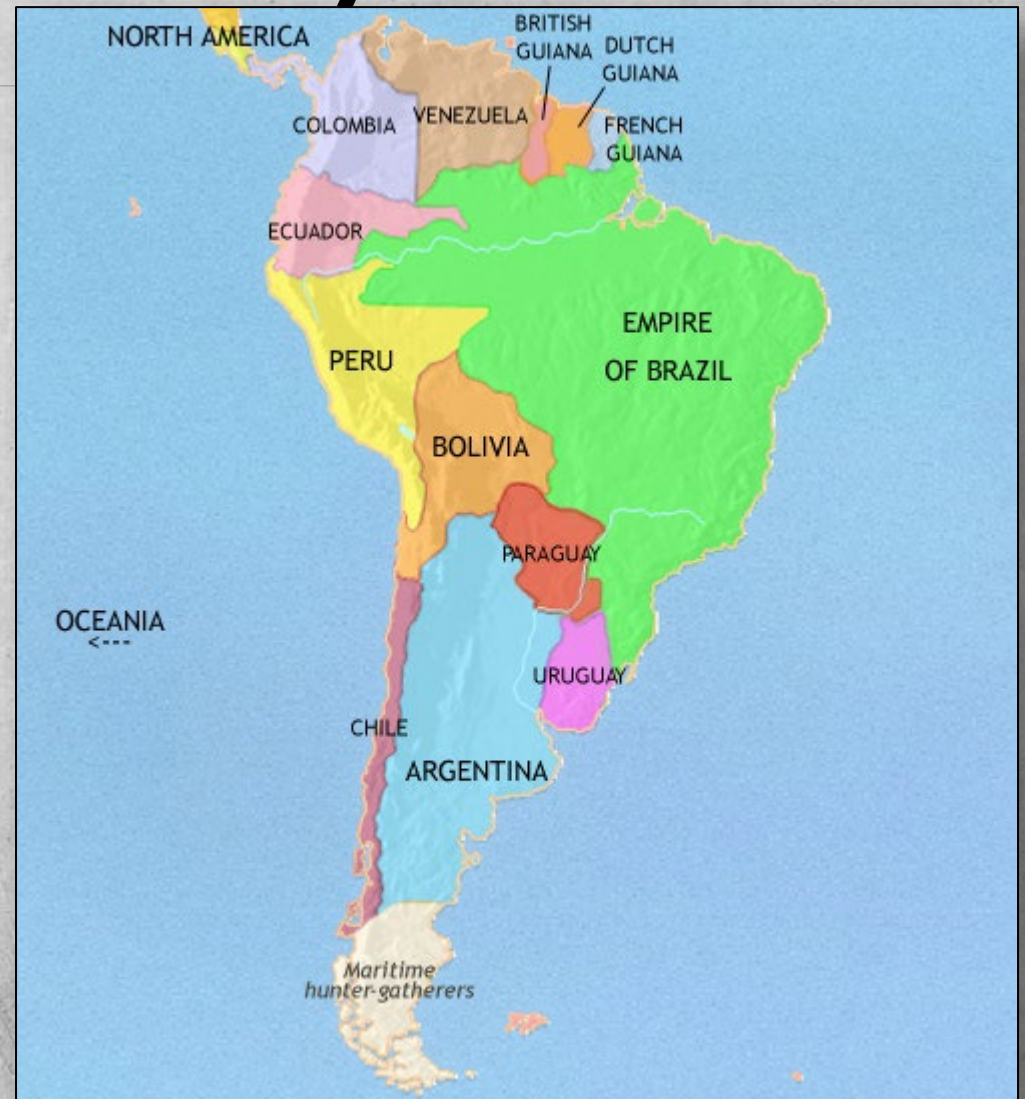 NORTH AMERICA
BRITISH
GUIANA
DUTCH
GUIANA
COLOMBIA
VENEZUELA
FRENCH
GUIANA
ECUADOR
EMPIRE
OF BRAZIL
PERU
BOLIVIA
PARAGUAY
OCEANIA
<---
URUGUAY
CHILE
ARGENTINA
Maritime
hunter-gatherers